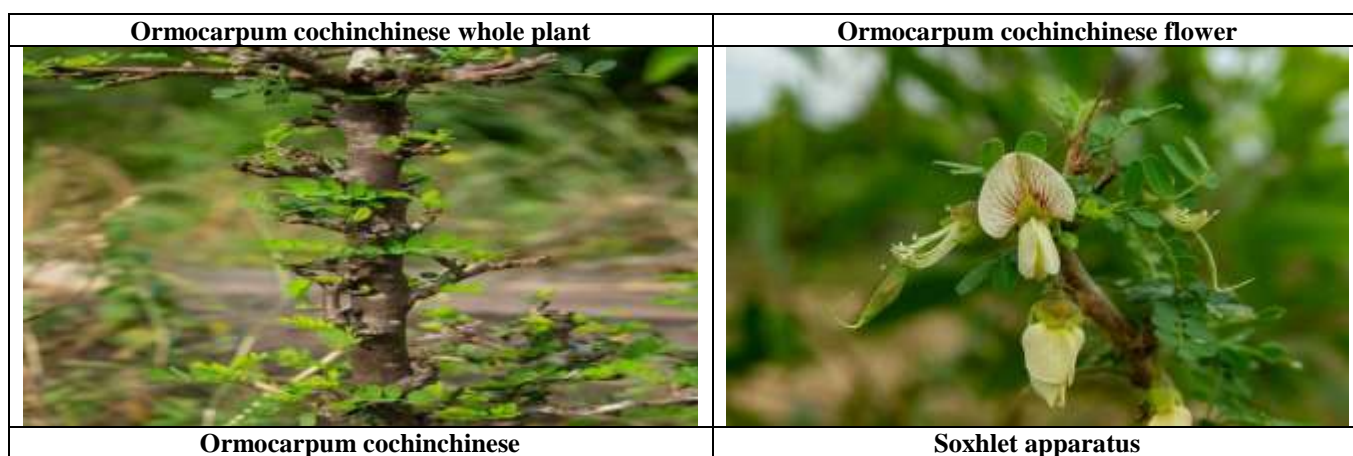 Ormocarpum cochinchinese whole plant
Ormocarpum cochinchinese flower
Ormocarpum cochinchinese
Soxhlet apparatus